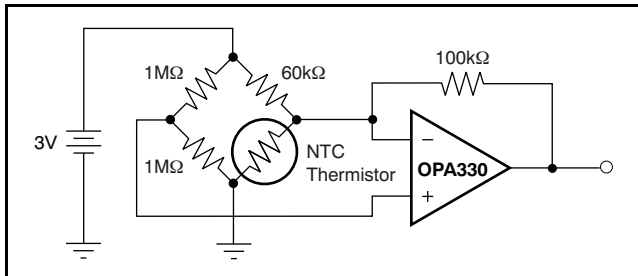 1MΩ
60kΩ
100kΩ
3V
1MΩ
NTC
Thermistor
−
OPA330
+